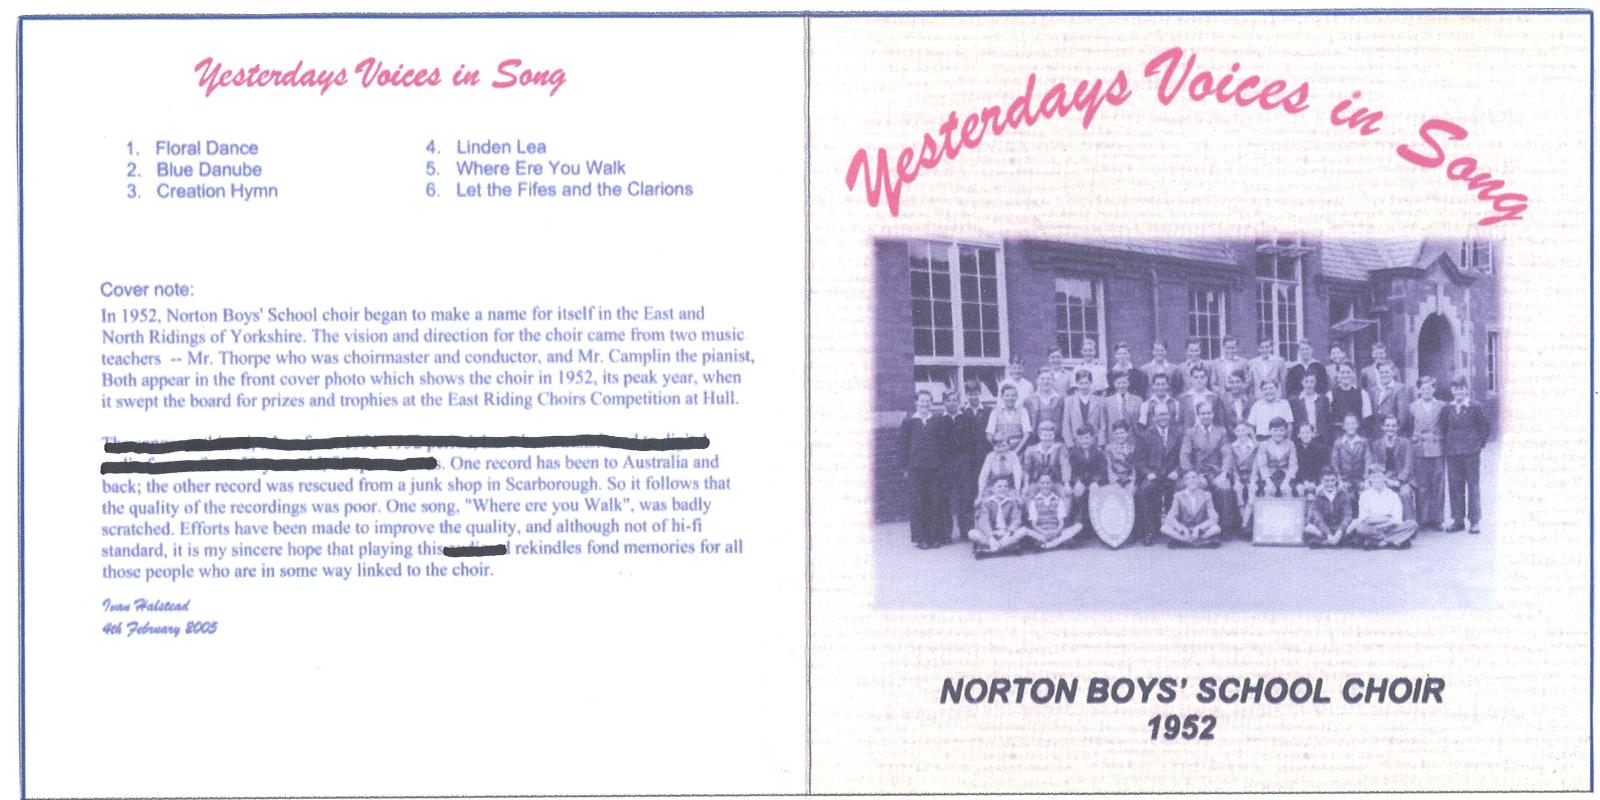 Yesterdays Voices in Song
1. Floral Dance
2. Blue Danube
3. Creation Hymn
4. Linden Lea
5. Where Ere You Walk
6. Let the Fifes and the Clarions
Cover note:
In 1952, Norton Boys' School choir began to make a name for itself in the East and
North Ridings of Yorkshire. The vision and direction for the choir came from two music
teachers -- Mr. Thorpe who was choirmaster and conductor, and Mr. Camplin the pianist,
Both appear in the front cover photo which shows the choir in 1952, its peak year, when
it swept the board for prizes and trophies at the East Riding Choirs Competition at Hull.
. One record has been to Australia and
back; the other record was rescued from a junk shop in Scarborough. So it follows that
the quality of the recordings was poor. One song, "Where ere you Walk", was badly
scratched. Efforts have been made to improve the quality, and although not of hi-fi
standard, it is my sincere hope that playing this rekindles fond memories for all
those people who are in some way linked to the choir.
Ivan Halstead
4th February 2005
Yesterdays Voices in Song
NORTON BOYS' SCHOOL CHOIR
1952